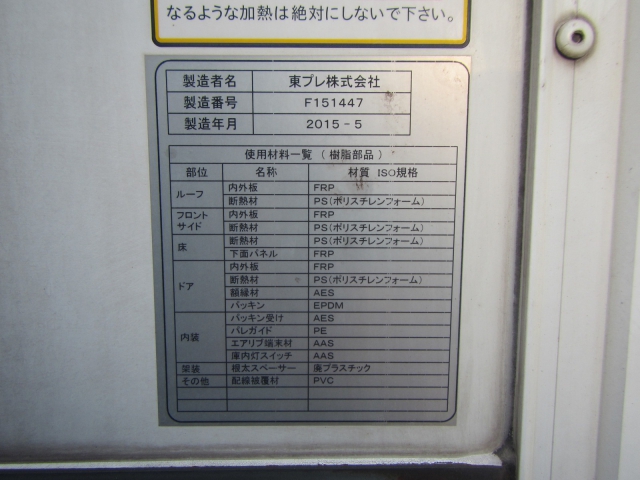 なるような加熱は絶対にしないで下さい。
製造者名 東プレ株式会社
製造番号 F151447
製造年月 2015-5
使用材料一覧 (樹脂部品)
部位 名称 材質 ISO規格
ルーフ 内外板 FRP
断熱材 PS(ポリスチレンフォーム)
フロント サイド 内外板 FRP
断熱材 PS(ポリスチレンフォーム)
床 断熱材 PS(ポリスチレンフォーム)
下面パネル FRP
ドア 内外板 FRP
断熱材 PS(ポリスチレンフォーム)
額縁材 AES
パッキン EPDM
内装 パッキン受け AES
パレガイド PE
エアリブ端末材 AAS
庫内灯スイッチ AAS
架装 根太スペーサー 廃プラスチック
その他 配線被覆材 PVC